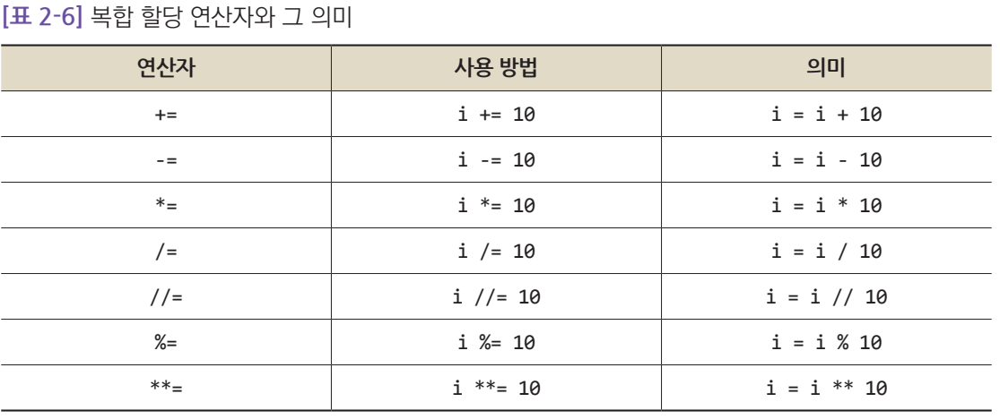 [표 2-6] 복합 할당 연산자와 그 의미
연산자 사용 방법 의미
+= i += 10 i = i + 10
-= i -= 10 i = i - 10
*= i *= 10 i = i * 10
/= i /= 10 i = i / 10
//= i //= 10 i = i // 10
%= i %= 10 i = i % 10
**= i **= 10 i = i ** 10